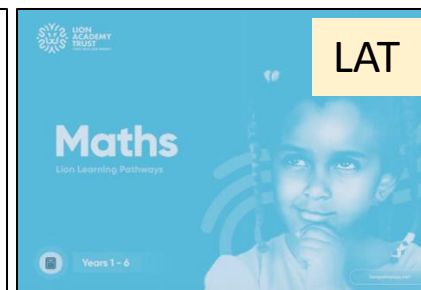 LION
ACADEMY
TRUST
LAT
Maths
Lion Learning Pathways
Years 1 - 6